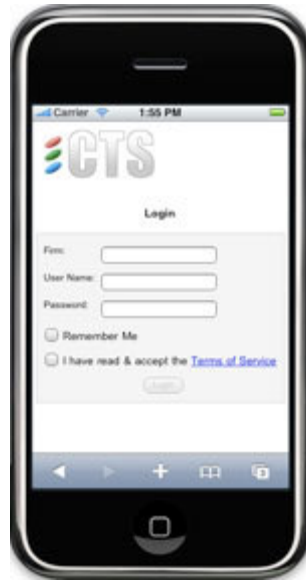 Carrier 1:55 PM
CTS
Login
Firm:
User Name:
Password:
Remember Me
I have read & accept the Terms of Service
Login